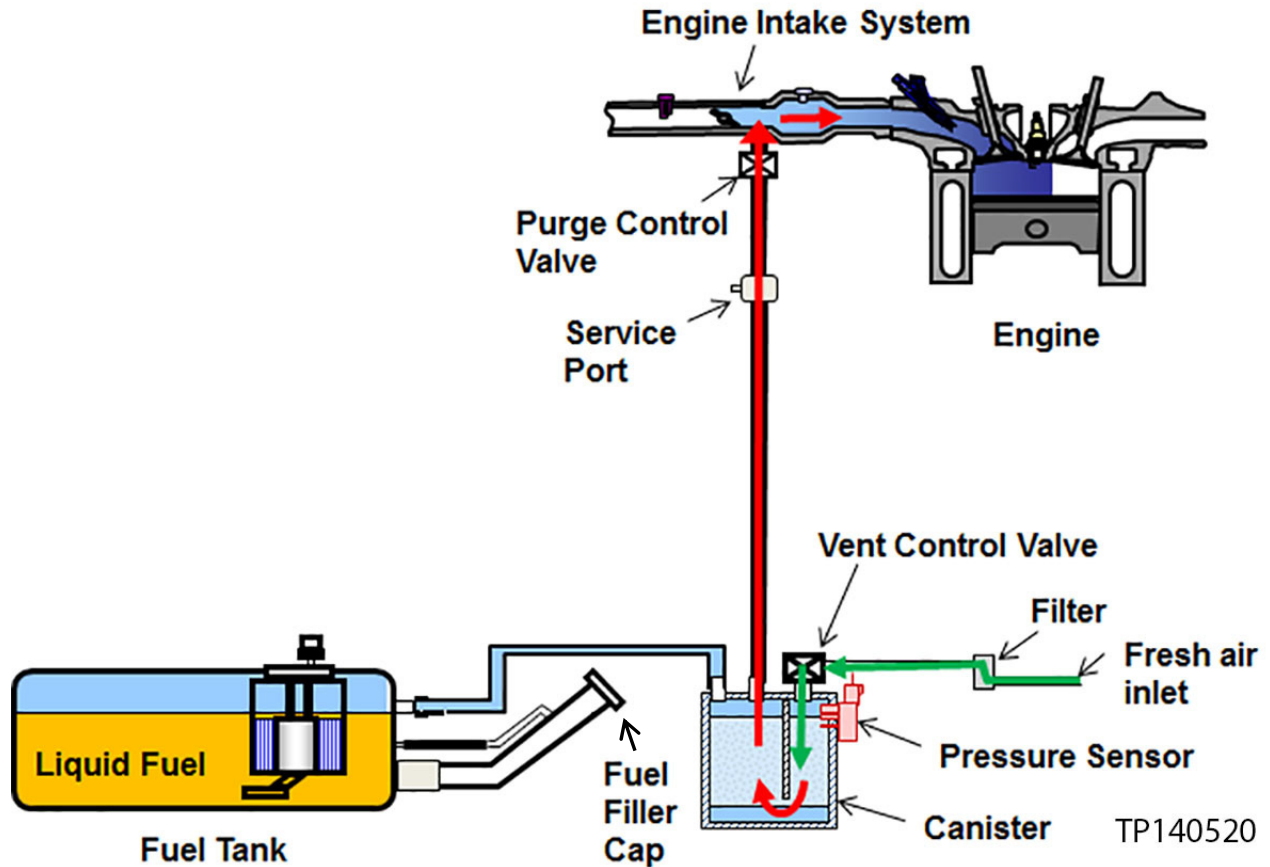 Engine Intake System
Purge Control
Valve
Service
Port
Engine
Vent Control Valve
Filter
Fresh air
inlet
Liquid Fuel
Fuel
Filler
Cap
Pressure Sensor
Canister
TP140520
Fuel Tank